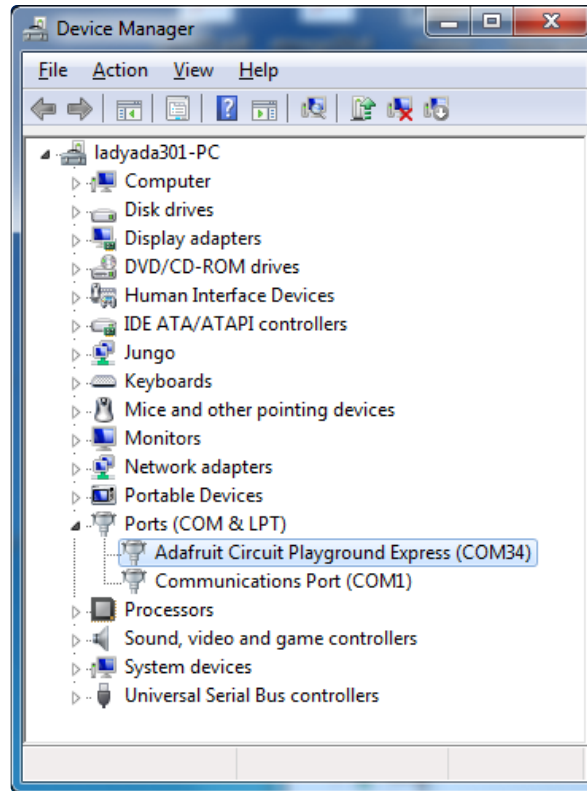 Device Manager
File Action View Help
ladyada301-PC
Computer
Disk drives
Display adapters
DVD/CD-ROM drives
Human Interface Devices
IDE ATA/ATAPI controllers
Jungo
Keyboards
Mice and other pointing devices
Monitors
Network adapters
Portable Devices
Ports (COM & LPT)
Adafruit Circuit Playground Express (COM34)
Communications Port (COM1)
Processors
Sound, video and game controllers
System devices
Universal Serial Bus controllers